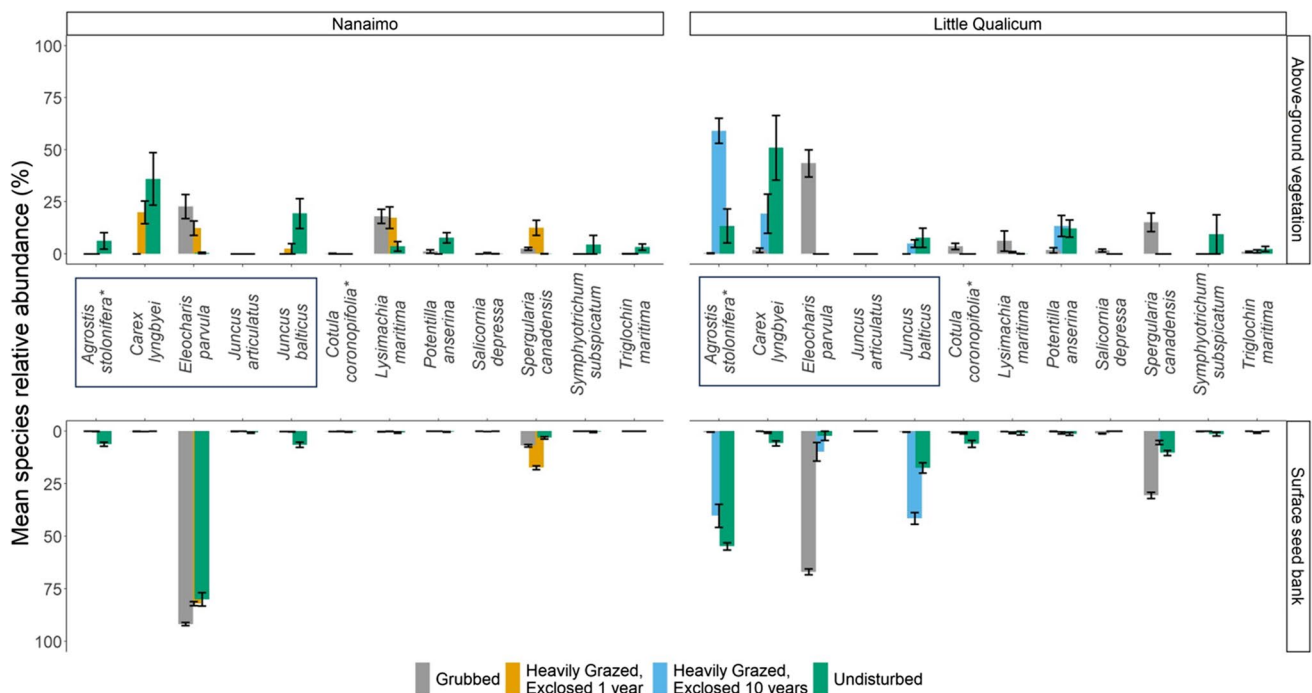 Nanaimo
Little Qualicum
Mean species relative abundance (%)
100
75
50
25
0
Above-ground vegetation
Agrostis
stolonifera*
Carex
lyngbyei
Eleocharis
parvula
Juncus
articulatus
Juncus
balticus
Cotula
coronopifolia*
Lysimachia
maritima
Potentilla
anserina
Salicornia
depressa
Spergularia
canadensis
Symphyotrichum
subspicatum
Triglochin
maritima
Agrostis
stolonifera*
Carex
lyngbyei
Eleocharis
parvula
Juncus
articulatus
Juncus
balticus
Cotula
coronopifolia*
Lysimachia
maritima
Potentilla
anserina
Salicornia
depressa
Spergularia
canadensis
Symphyotrichum
subspicatum
Triglochin
maritima
0
25
50
75
100
Surface seed bank
Grubbed
Heavily Grazed,
Exclosed 1 year
Heavily Grazed,
Exclosed 10 years
Undisturbed